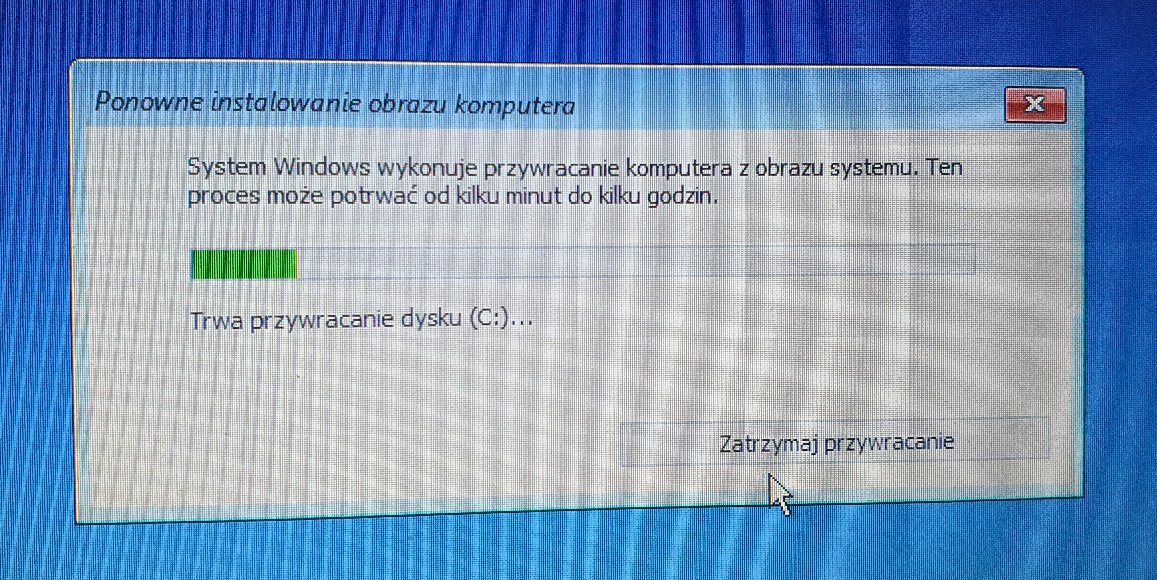 Ponowne instalowanie obrazu komputera
System Windows wykonuje przywracanie komputera z obrazu systemu. Ten
proces może potrwać od kilku minut do kilku godzin.
Trwa przywracanie dysku (C:)...
Zatrzymaj przywracanie